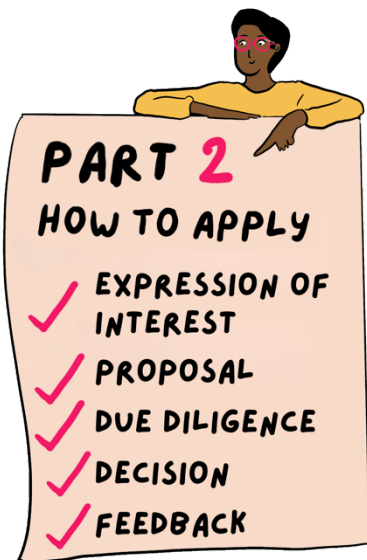 PART 2
HOW TO APPLY
EXPRESSION OF
INTEREST
PROPOSAL
DUE DILIGENCE
DECISION
FEEDBACK